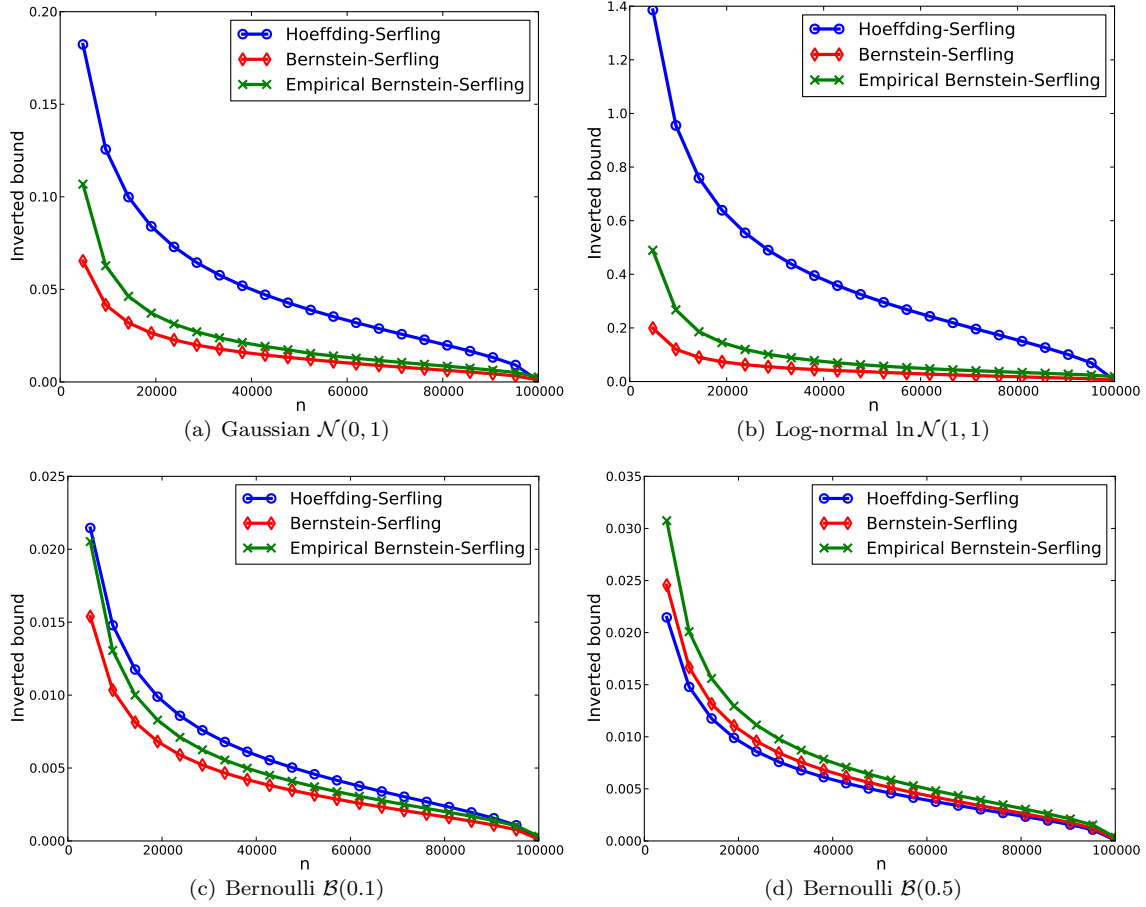 0.20
0.15
0.10
0.05
0.00
Inverted bound
Hoeffding-Serfling
Bernstein-Serfling
Empirical Bernstein-Serfling
0 20000 40000 60000 80000 100000
n
(a) Gaussian 𝒩(0, 1)
1.4
1.2
1.0
0.8
0.6
0.4
0.2
0.0
Inverted bound
Hoeffding-Serfling
Bernstein-Serfling
Empirical Bernstein-Serfling
0 20000 40000 60000 80000 100000
n
(b) Log-normal ln 𝒩(1, 1)
0.025
0.020
0.015
0.010
0.005
0.000
Inverted bound
Hoeffding-Serfling
Bernstein-Serfling
Empirical Bernstein-Serfling
0 20000 40000 60000 80000 100000
n
(c) Bernoulli ℬ(0.1)
0.035
0.030
0.025
0.020
0.015
0.010
0.005
0.000
Inverted bound
Hoeffding-Serfling
Bernstein-Serfling
Empirical Bernstein-Serfling
0 20000 40000 60000 80000 100000
n
(d) Bernoulli ℬ(0.5)